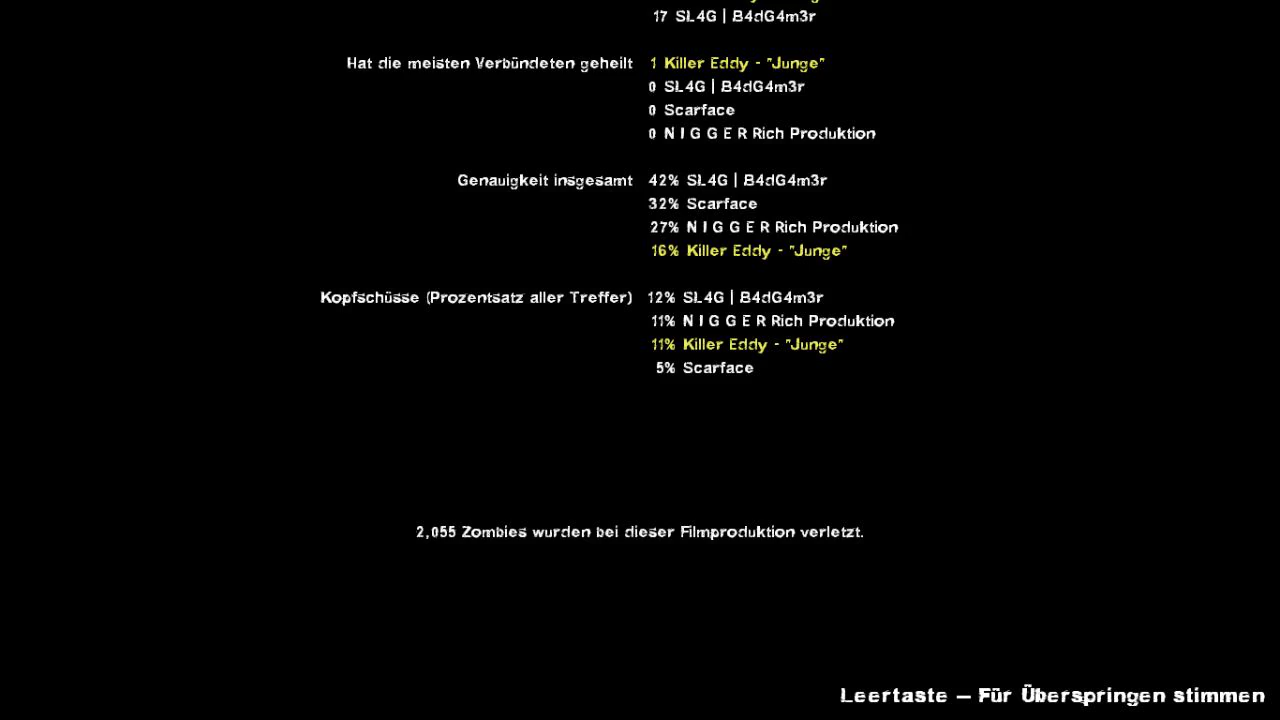 17 SL4G | B4dG4m3r
Hat die meisten Verbündeten geheilt 1 Killer Eddy - "Junge"
0 SL4G | B4dG4m3r
0 Scarface
0 N I G G E R Rich Produktion
Genauigkeit insgesamt 42% SL4G | B4dG4m3r
32% Scarface
27% N I G G E R Rich Produktion
16% Killer Eddy - "Junge"
Kopfschüsse (Prozentsatz aller Treffer) 12% SL4G | B4dG4m3r
11% N I G G E R Rich Produktion
11% Killer Eddy - "Junge"
5% Scarface
2,055 Zombies wurden bei dieser Filmproduktion verletzt.
Leertaste – Für Überspringen stimmen